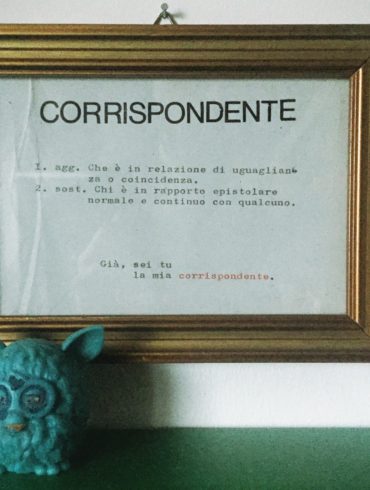 CORRISPONDENTE
1. agg. Che è in relazione di uguaglian
za o coincidenza.
2. sost. Chi è in rapporto epistolare
normale e continuo con qualcuno.
Già, sei tu
la mia corrispondente.